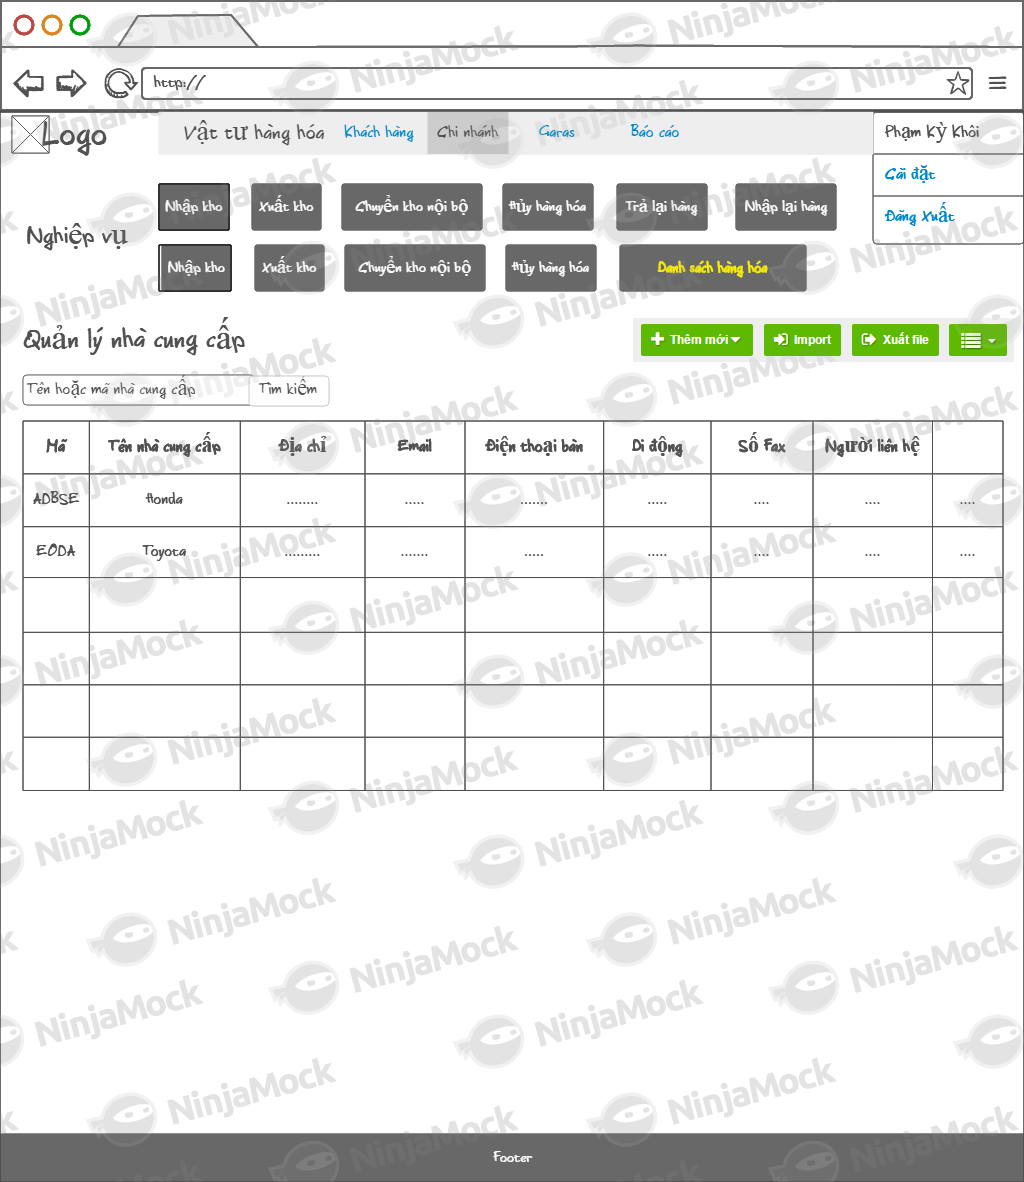 http://
Logo
Vật tư hàng hóa Khách hàng Chi nhánh Garas Báo cáo Phạm Kỳ Khôi
Cài đặt
Đăng Xuất
Nghiệp vụ
Nhập kho Xuất kho Chuyển kho nội bộ Hủy hàng hóa Trả lại hàng Nhập lại hàng
Nhập kho Xuất kho Chuyển kho nội bộ Hủy hàng hóa Danh sách hàng hóa
Quản lý nhà cung cấp
Thêm mới Import Xuất file
Tên hoặc mã nhà cung cấp Tìm kiếm
Mã Tên nhà cung cấp Địa chỉ Email Điện thoại bàn Di động Số Fax Người liên hệ
ADBSE Honda ........ ..... ....... ..... .... .... ....
EODA Toyota ......... ....... ..... ..... .... .... ....
Footer
NinjaMock